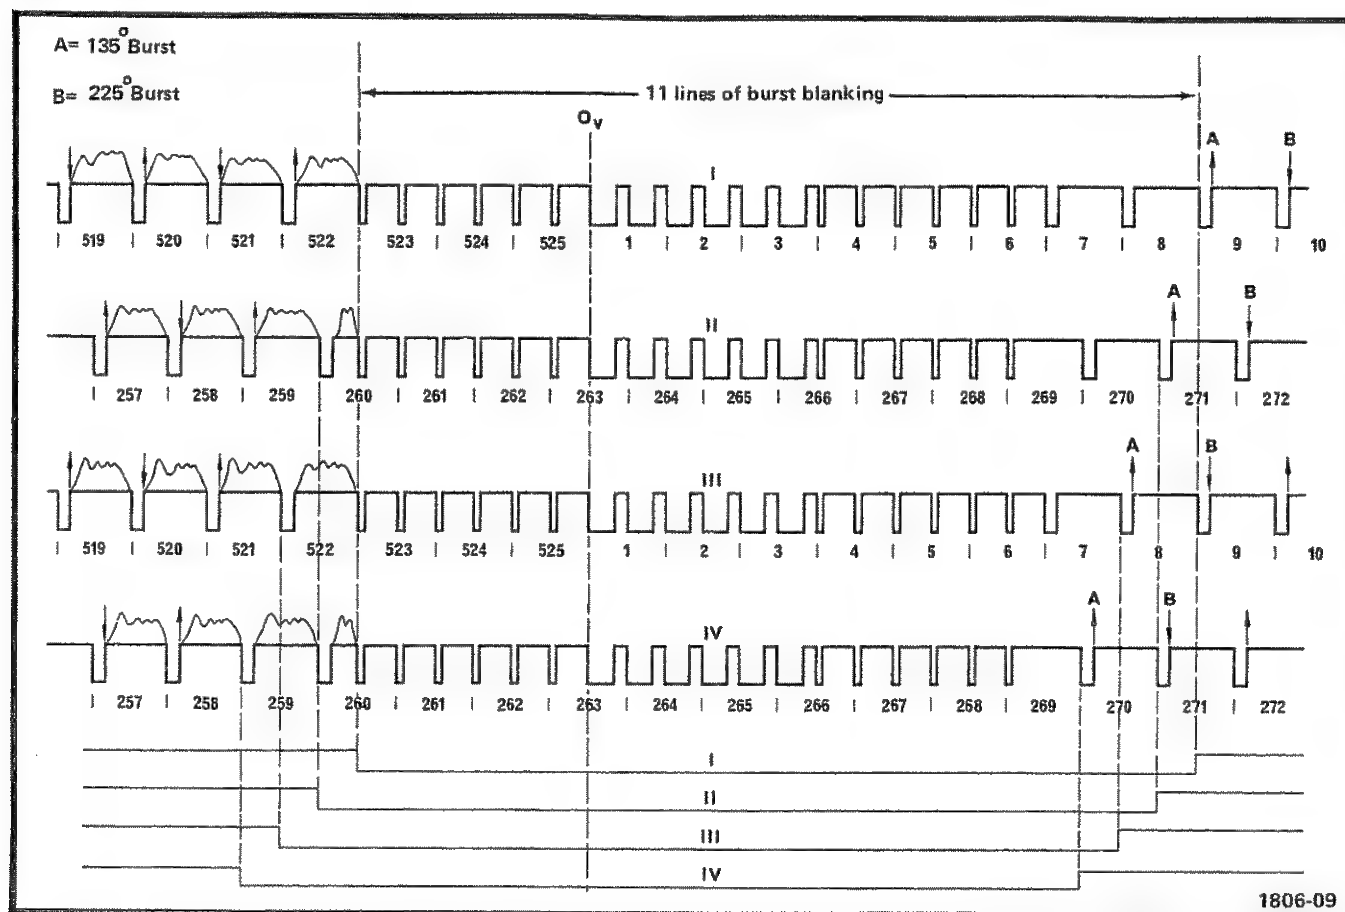 A= 135° Burst
B= 225° Burst
11 lines of burst blanking
Ov
A B
I
519 520 521 522 523 524 525 1 2 3 4 5 6 7 8 9 10
A B
II
257 258 259 260 261 262 263 264 265 266 267 268 269 270 271 272
A B
III
519 520 521 522 523 524 525 1 2 3 4 5 6 7 8 9 10
A B
IV
257 258 259 260 261 262 263 264 265 266 267 268 269 270 271 272
I
II
III
IV
1806-09